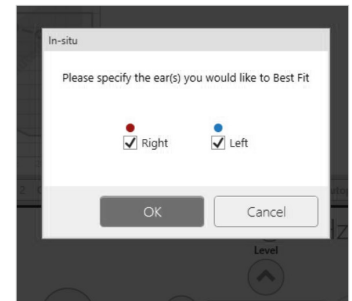 In-situ
Please specify the ear(s) you would like to Best Fit
Right
Left
OK
Cancel
Level